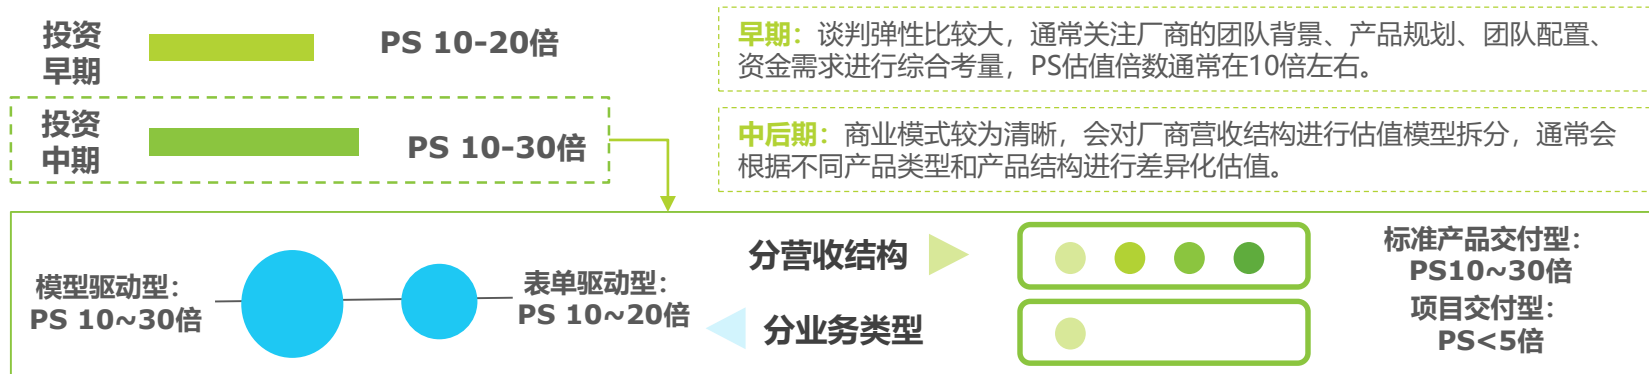 投资
早期
PS 10-20倍
早期：谈判弹性比较大，通常关注厂商的团队背景、产品规划、团队配置、
资金需求进行综合考量，PS估值倍数通常在10倍左右。
投资
中期
PS 10-30倍
中后期：商业模式较为清晰，会对厂商营收结构进行估值模型拆分，通常会
根据不同产品类型和产品结构进行差异化估值。
模型驱动型：
PS 10~30倍
表单驱动型：
PS 10~20倍
分营收结构
分业务类型
标准产品交付型：
PS10~30倍
项目交付型：
PS<5倍